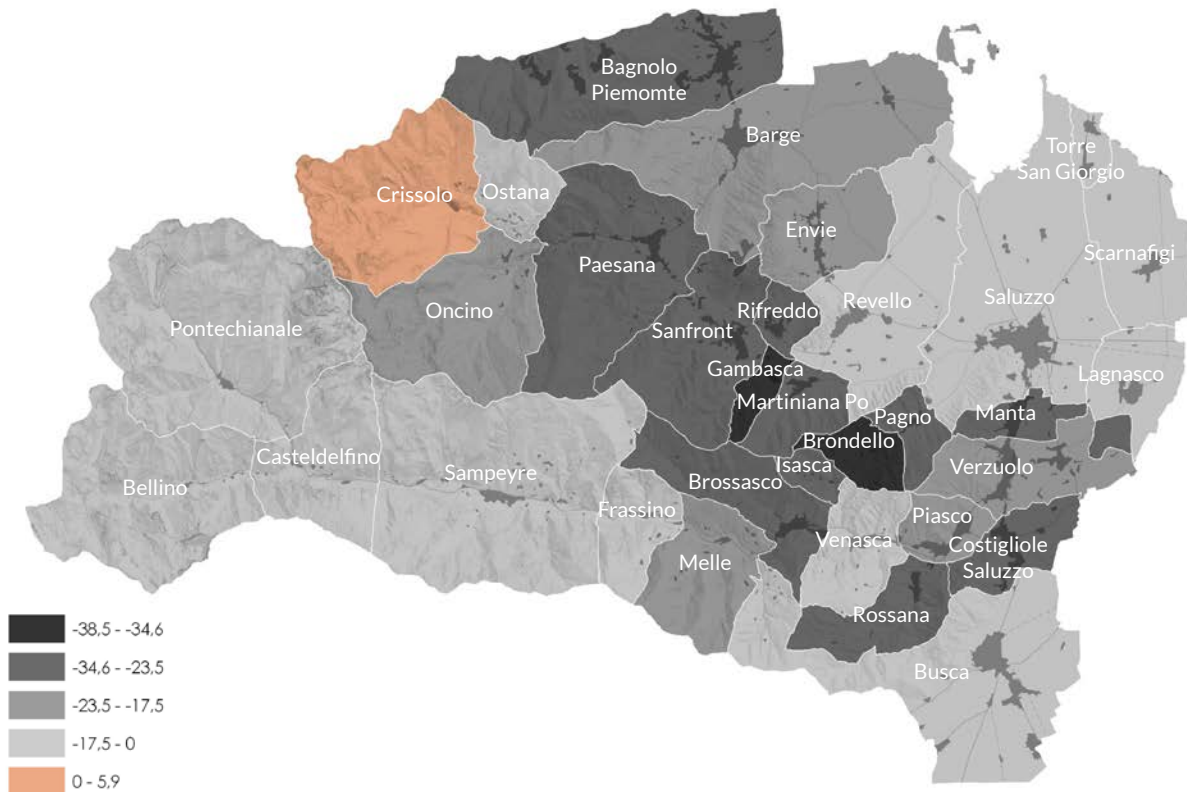 Bagnolo
Piemomte
Barge
Torre
San Giorgio
Crissolo
Ostana
Envie
Scarnafigi
Paesana
Oncino
Rifreddo
Revello
Saluzzo
Pontechianale
Sanfront
Gambasca
Lagnasco
Martiniana Po
Pagno
Manta
Brondello
Casteldelfino
Isasca
Verzuolo
Bellino
Sampeyre
Brossasco
Frassino
Piasco
Venasca
Costigliole
Saluzzo
Melle
Rossana
Busca
-38,5 - -34,6
-34,6 - -23,5
-23,5 - -17,5
-17,5 - 0
0 - 5,9